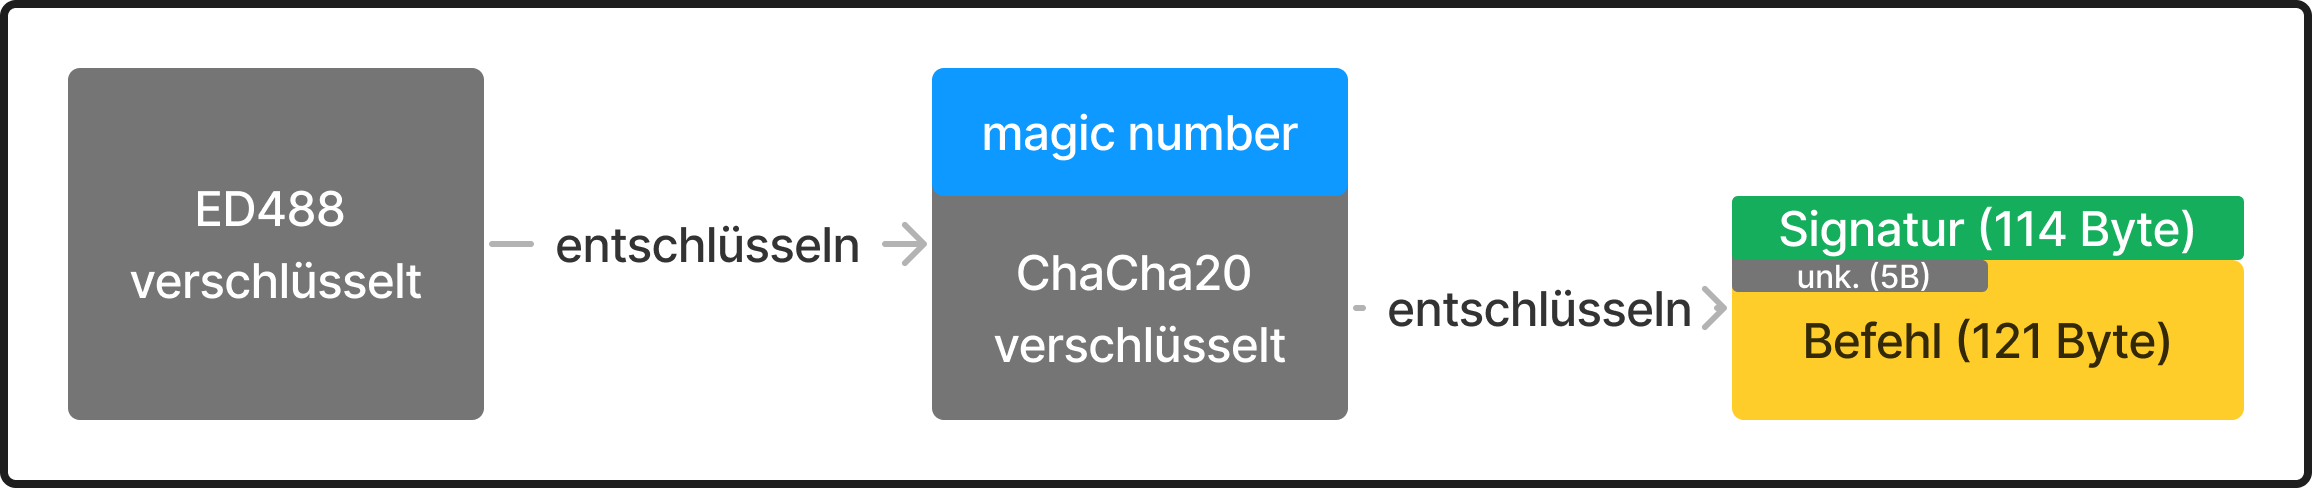 ED488
verschlüsselt
entschlüsseln
magic number
ChaCha20
verschlüsselt
entschlüsseln
Signatur (114 Byte)
unk. (5B)
Befehl (121 Byte)